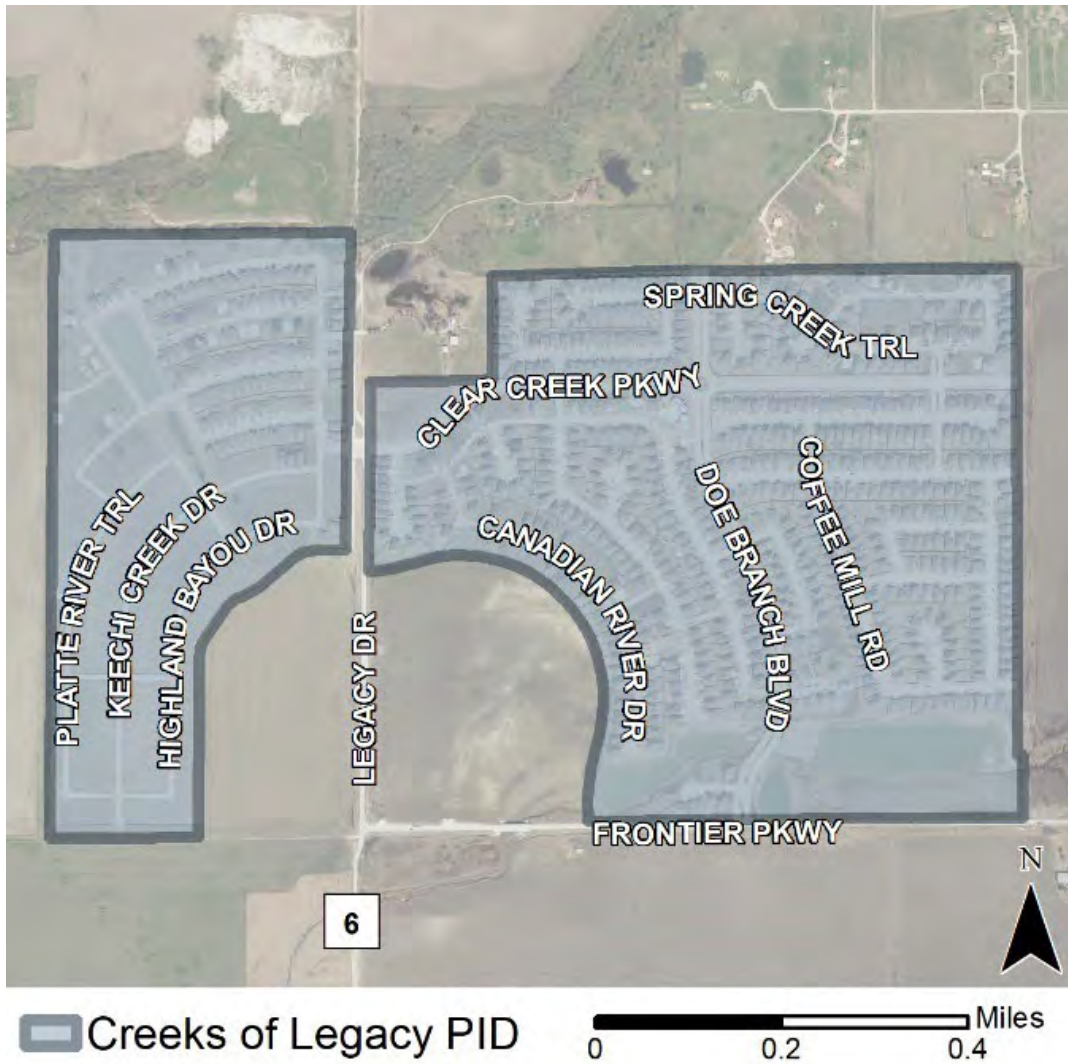 SPRING CREEK TRL
CLEAR CREEK PKWY
COFFEE MILL RD
DOE BRANCH BLVD
CANADIAN RIVER DR
PLATTE RIVER TRL
KEECHI CREEK DR
HIGHLAND BAYOU DR
LEGACY DR
FRONTIER PKWY
N
6
Creeks of Legacy PID
Miles
0 0.2 0.4